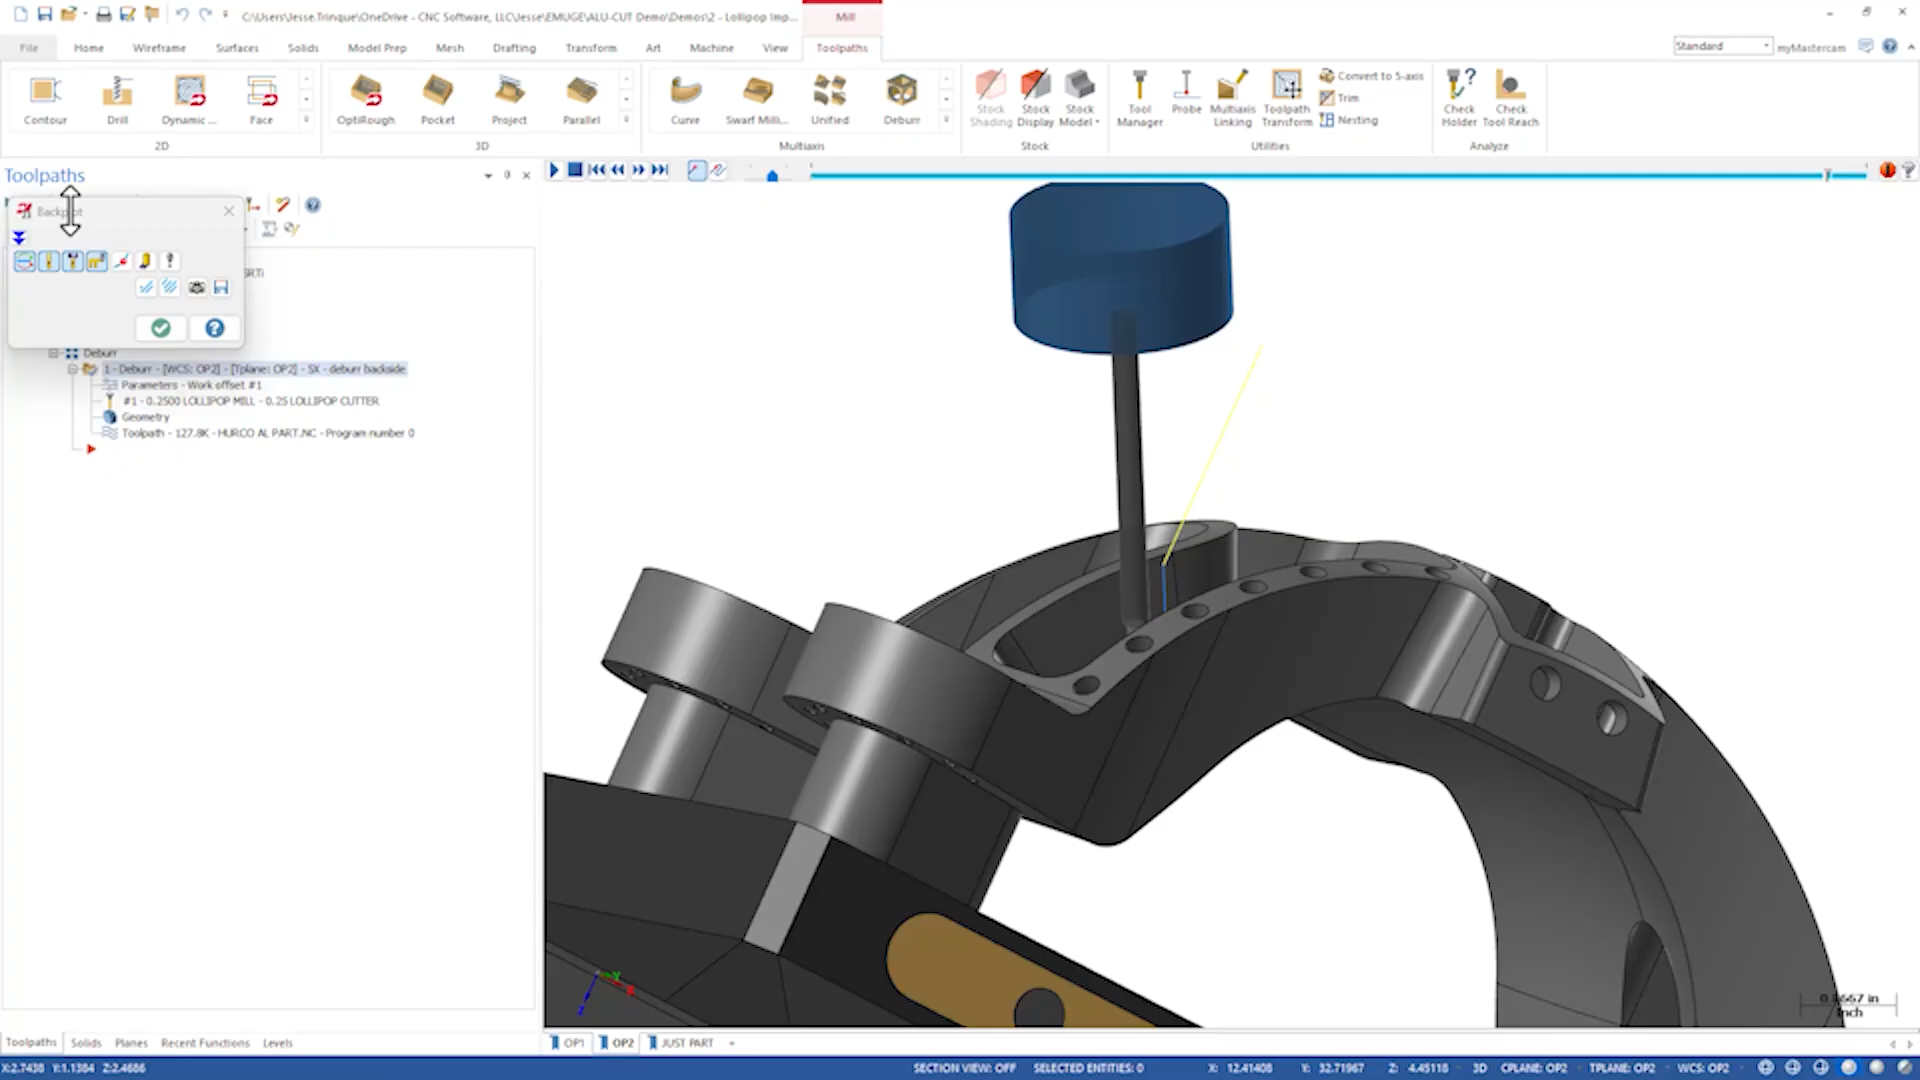 C:\Users\Jesse.Trinque\OneDrive - CNC Software, LLC\Jesse\EMUGE\ALU-CUT Demo\Demos\2 - Lollipop Imp...
Mill
File Home Wireframe Surfaces Solids Model Prep Mesh Drafting Transform Art Machine View Toolpaths
Standard
myMastercam
Contour Drill Dynamic ... Face
2D
OptiRough Pocket Project Parallel
3D
Curve Swarf Milli... Unified Deburr
Multiaxis
Stock Shading
Stock Display
Stock Model
Stock
Tool Manager
Probe
Multiaxis Linking
Toolpath Transform
Convert to 5-axis
Trim
Nesting
Utilities
Check Holder
Check Tool Reach
Analyze
Toolpaths
Deburr
1 - Deburr - [WCS: OP2] - [Tplane: OP2] - 5X - deburr backside
Parameters - Work offset #1
#1 - 0.2500 LOLLIPOP MILL - 0.25 LOLLIPOP CUTTER
Geometry
Toolpath - 127.8K - HURCO AL PART.NC - Program number 0
inch
Toolpaths Solids Planes Recent Functions Levels
OP1 OP2 JUST PART
X:2.7438 Y:1.1384 Z:2.4686
SECTION VIEW: OFF SELECTED ENTITIES: 0 X: 12.41408 Y: 32.71967 Z: 4.45118 3D CPLANE: OP2 TPLANE: OP2 WCS: OP2